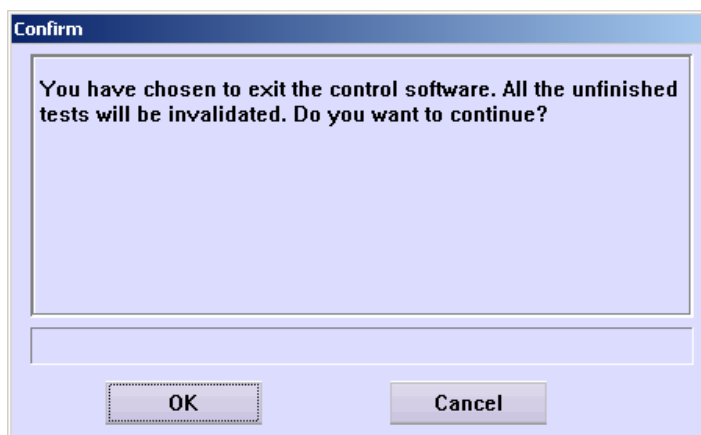 Confirm
You have chosen to exit the control software. All the unfinished
tests will be invalidated. Do you want to continue?
OK
Cancel